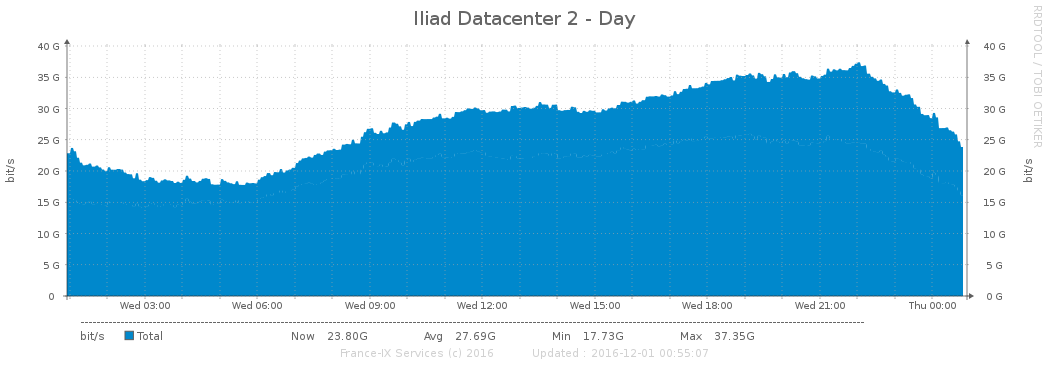 Iliad Datacenter 2 - Day
RRDTOOL / TOBI OETIKER
40 G 40 G
35 G 35 G
30 G 30 G
25 G 25 G
20 G 20 G
15 G 15 G
10 G 10 G
5 G 5 G
0 0 G
bit/s bit/s
Wed 03:00 Wed 06:00 Wed 09:00 Wed 12:00 Wed 15:00 Wed 18:00 Wed 21:00 Thu 00:00
bit/s Total Now 23.80G Avg 27.69G Min 17.73G Max 37.35G
France-IX Services (c) 2016 Updated : 2016-12-01 00:55:07